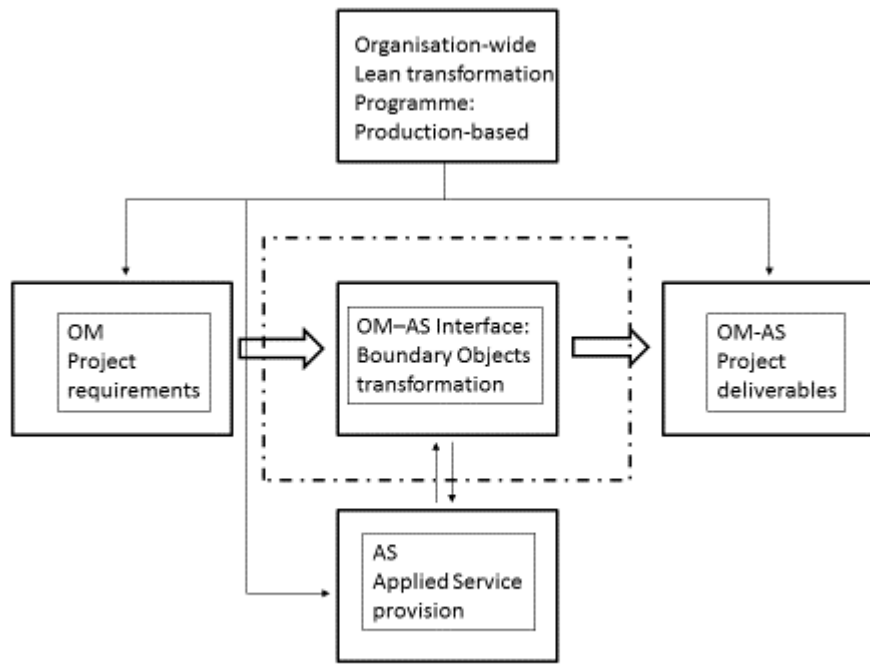 Organisation-wide
Lean transformation
Programme:
Production-based
OM
Project
requirements
OM–AS Interface:
Boundary Objects
transformation
OM-AS
Project
deliverables
AS
Applied Service
provision